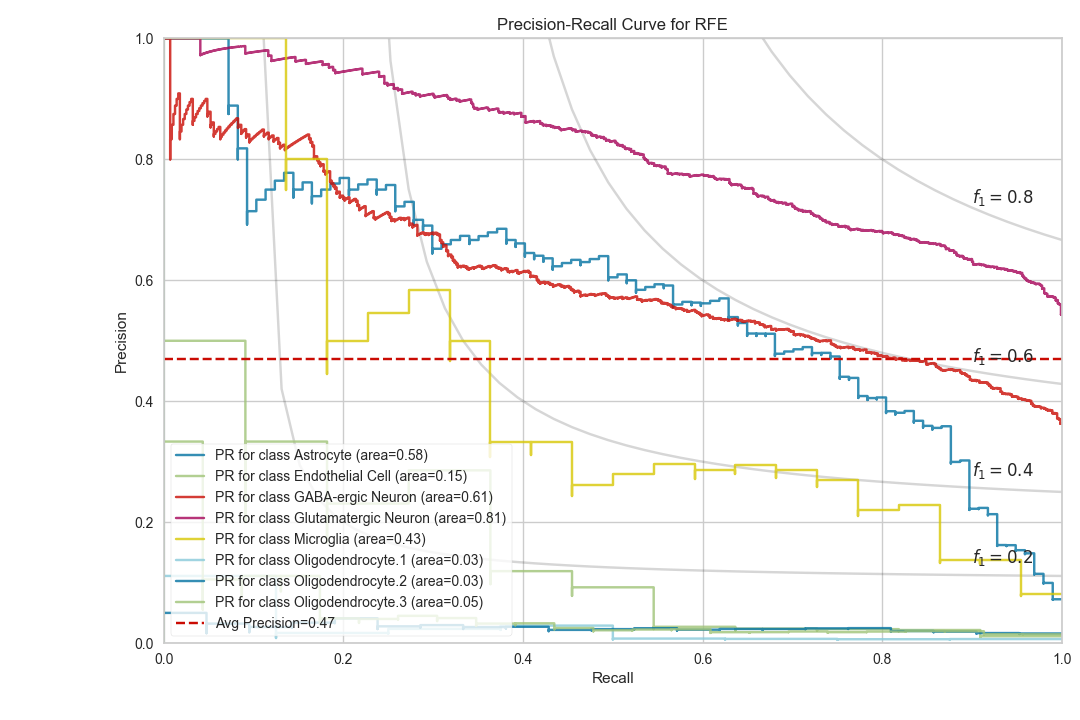 Precision-Recall Curve for RFE
1.0
0.8
0.6
0.4
0.2
0.0
Precision
f1 = 0.8
f1 = 0.6
f1 = 0.4
f1 = 0.2
PR for class Astrocyte (area=0.58)
PR for class Endothelial Cell (area=0.15)
PR for class GABA-ergic Neuron (area=0.61)
PR for class Glutamatergic Neuron (area=0.81)
PR for class Microglia (area=0.43)
PR for class Oligodendrocyte.1 (area=0.03)
PR for class Oligodendrocyte.2 (area=0.03)
PR for class Oligodendrocyte.3 (area=0.05)
Avg Precision=0.47
0.0 0.2 0.4 0.6 0.8 1.0
Recall